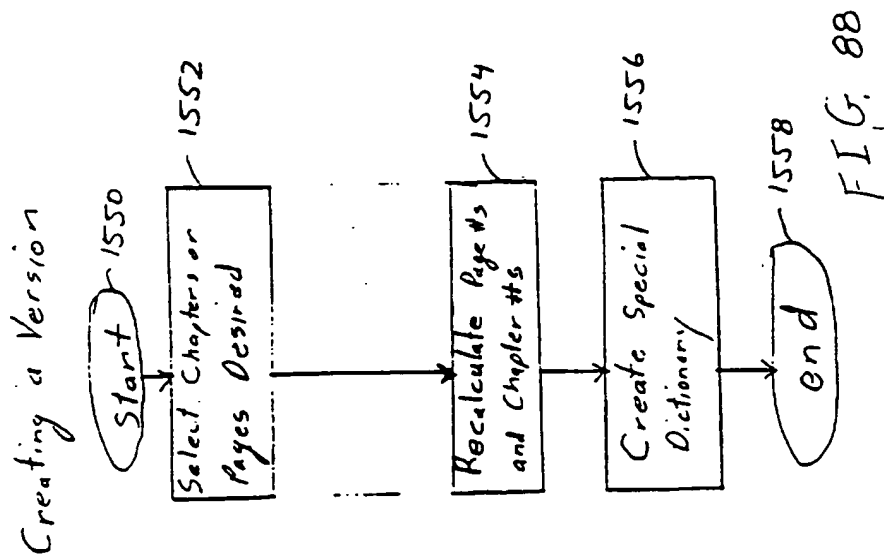 Creating a Version
Start
1550
Select Chapters or
Pages Desired
1552
Recalculate Page #s
and Chapter #s
1554
Create Special
Dictionary
1556
end
1558
FIG. 88